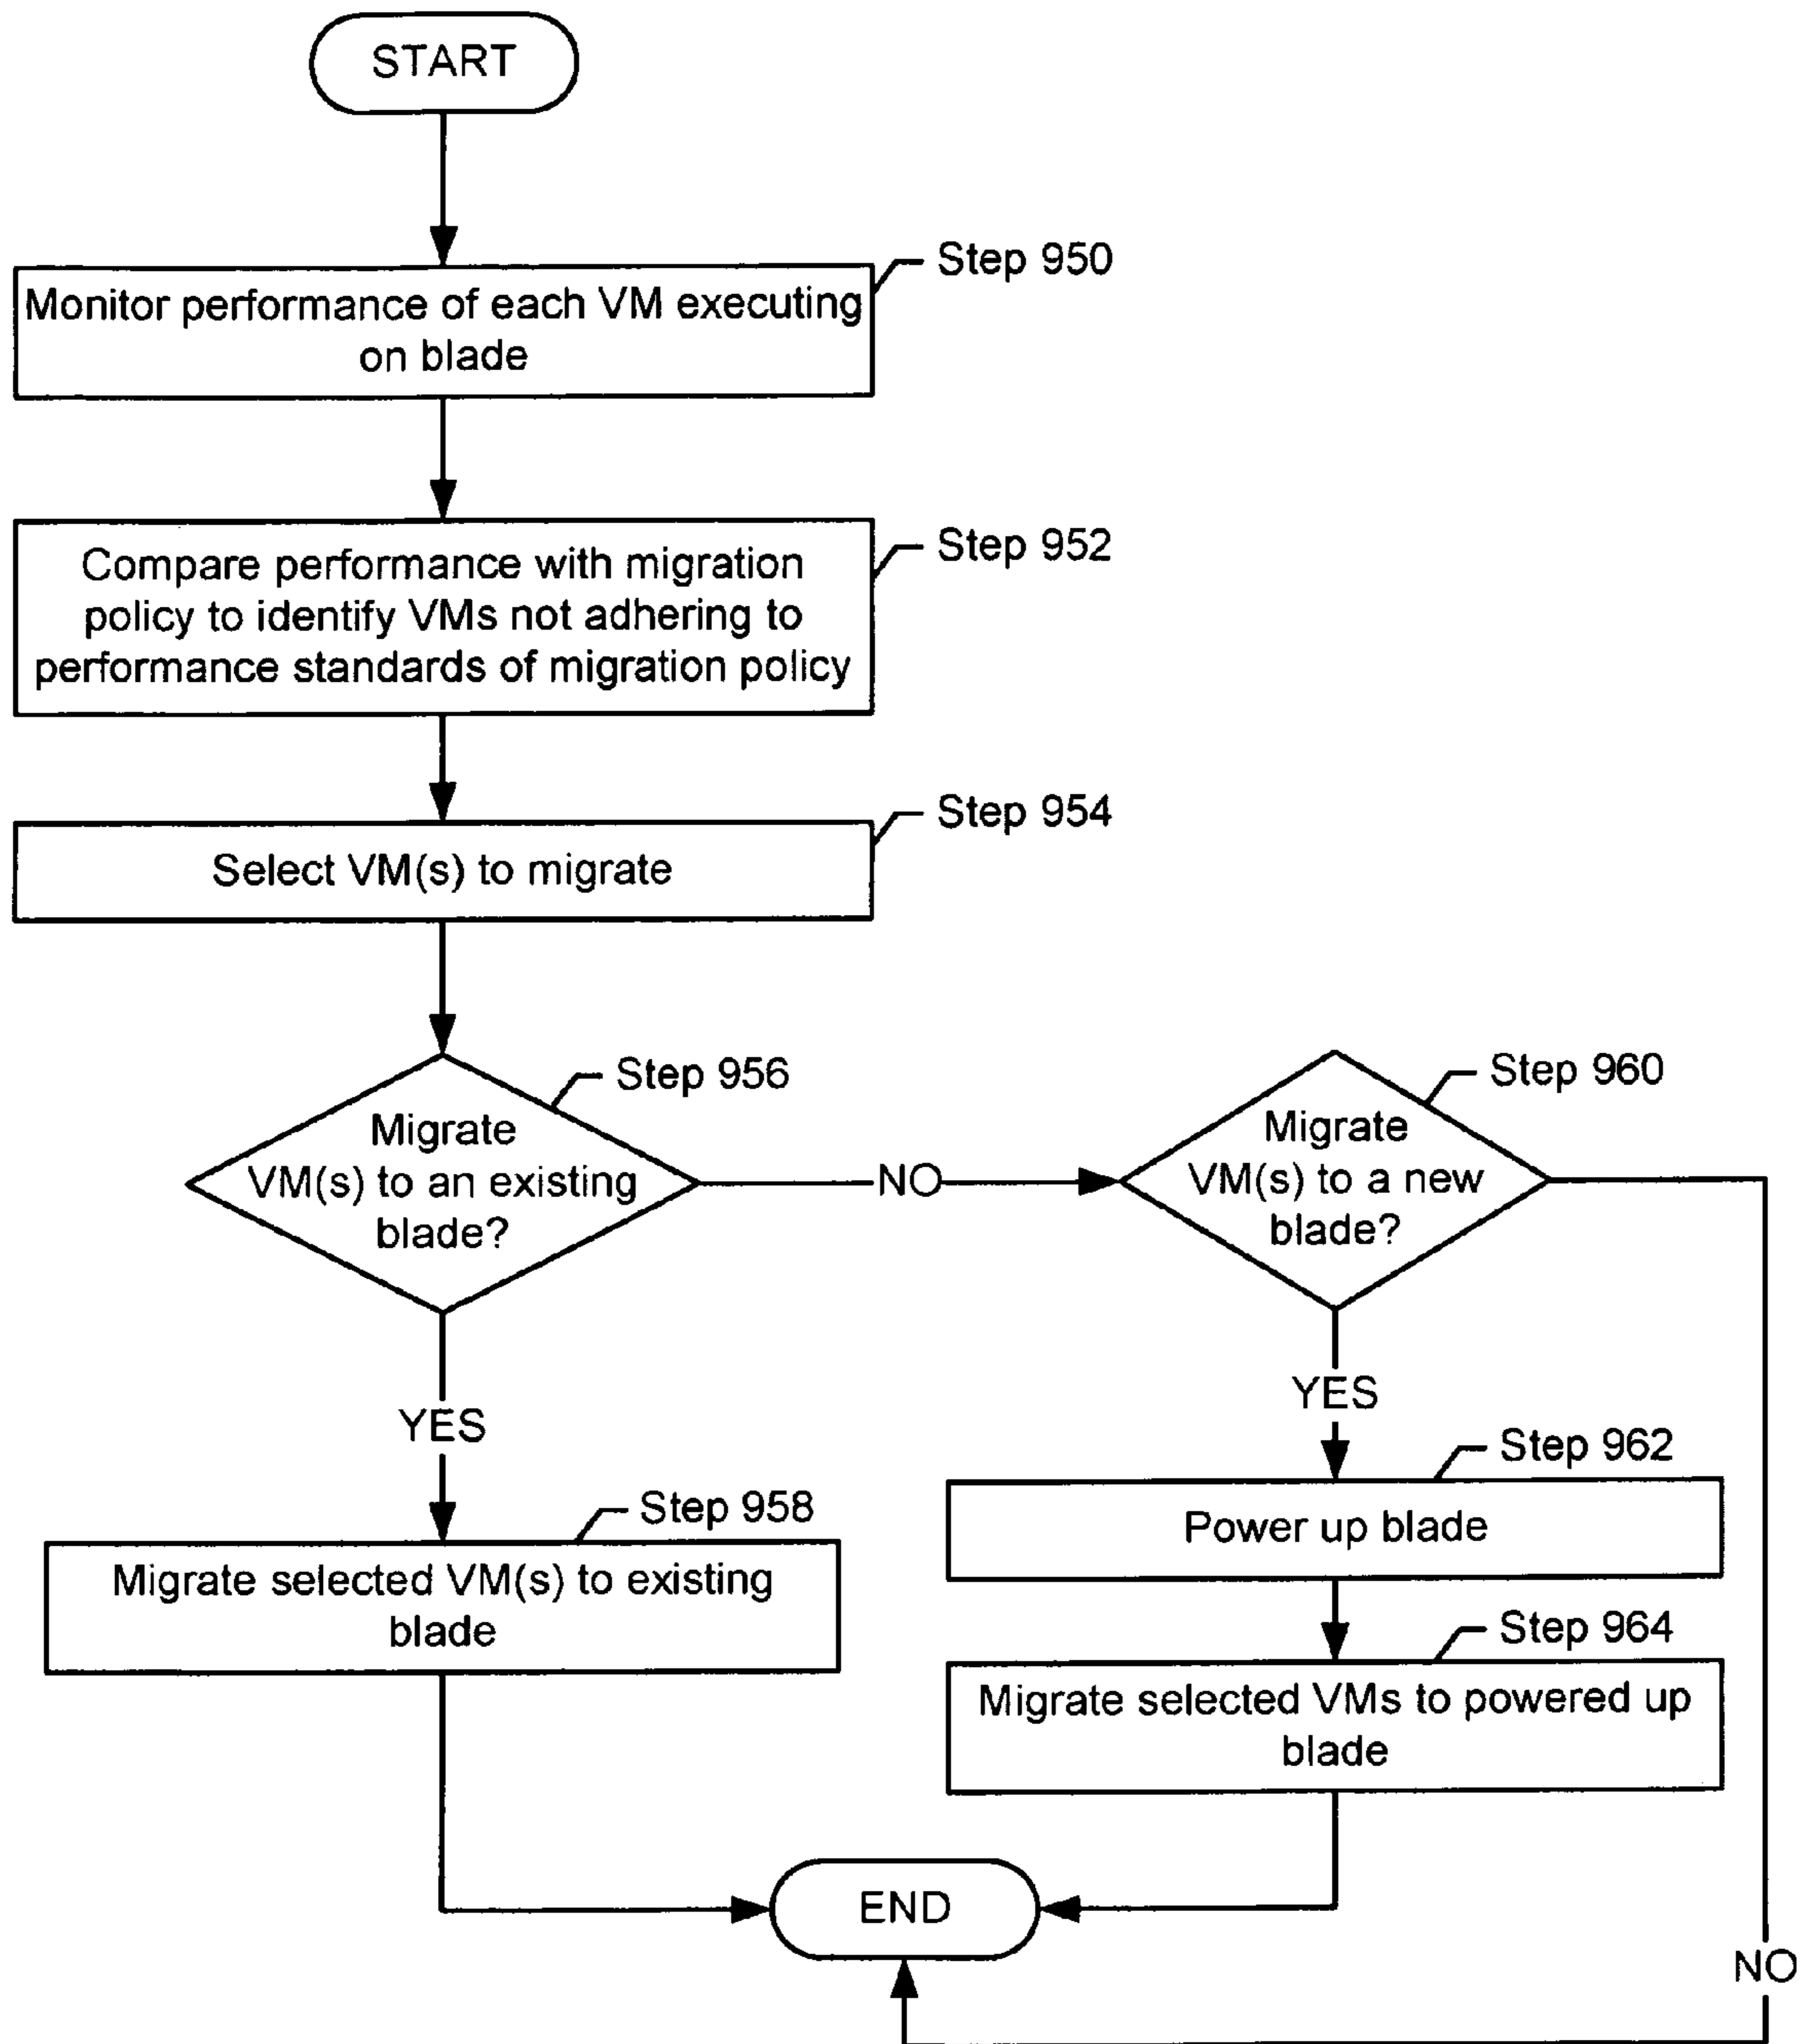 START
Step 950
Monitor performance of each VM executing
on blade
Step 952
Compare performance with migration
policy to identify VMs not adhering to
performance standards of migration policy
Step 954
Select VM(s) to migrate
Step 956
Migrate
VM(s) to an existing
blade?
NO
Step 960
Migrate
VM(s) to a new
blade?
YES
YES
Step 958
Migrate selected VM(s) to existing
blade
Step 962
Power up blade
Step 964
Migrate selected VMs to powered up
blade
END
NO